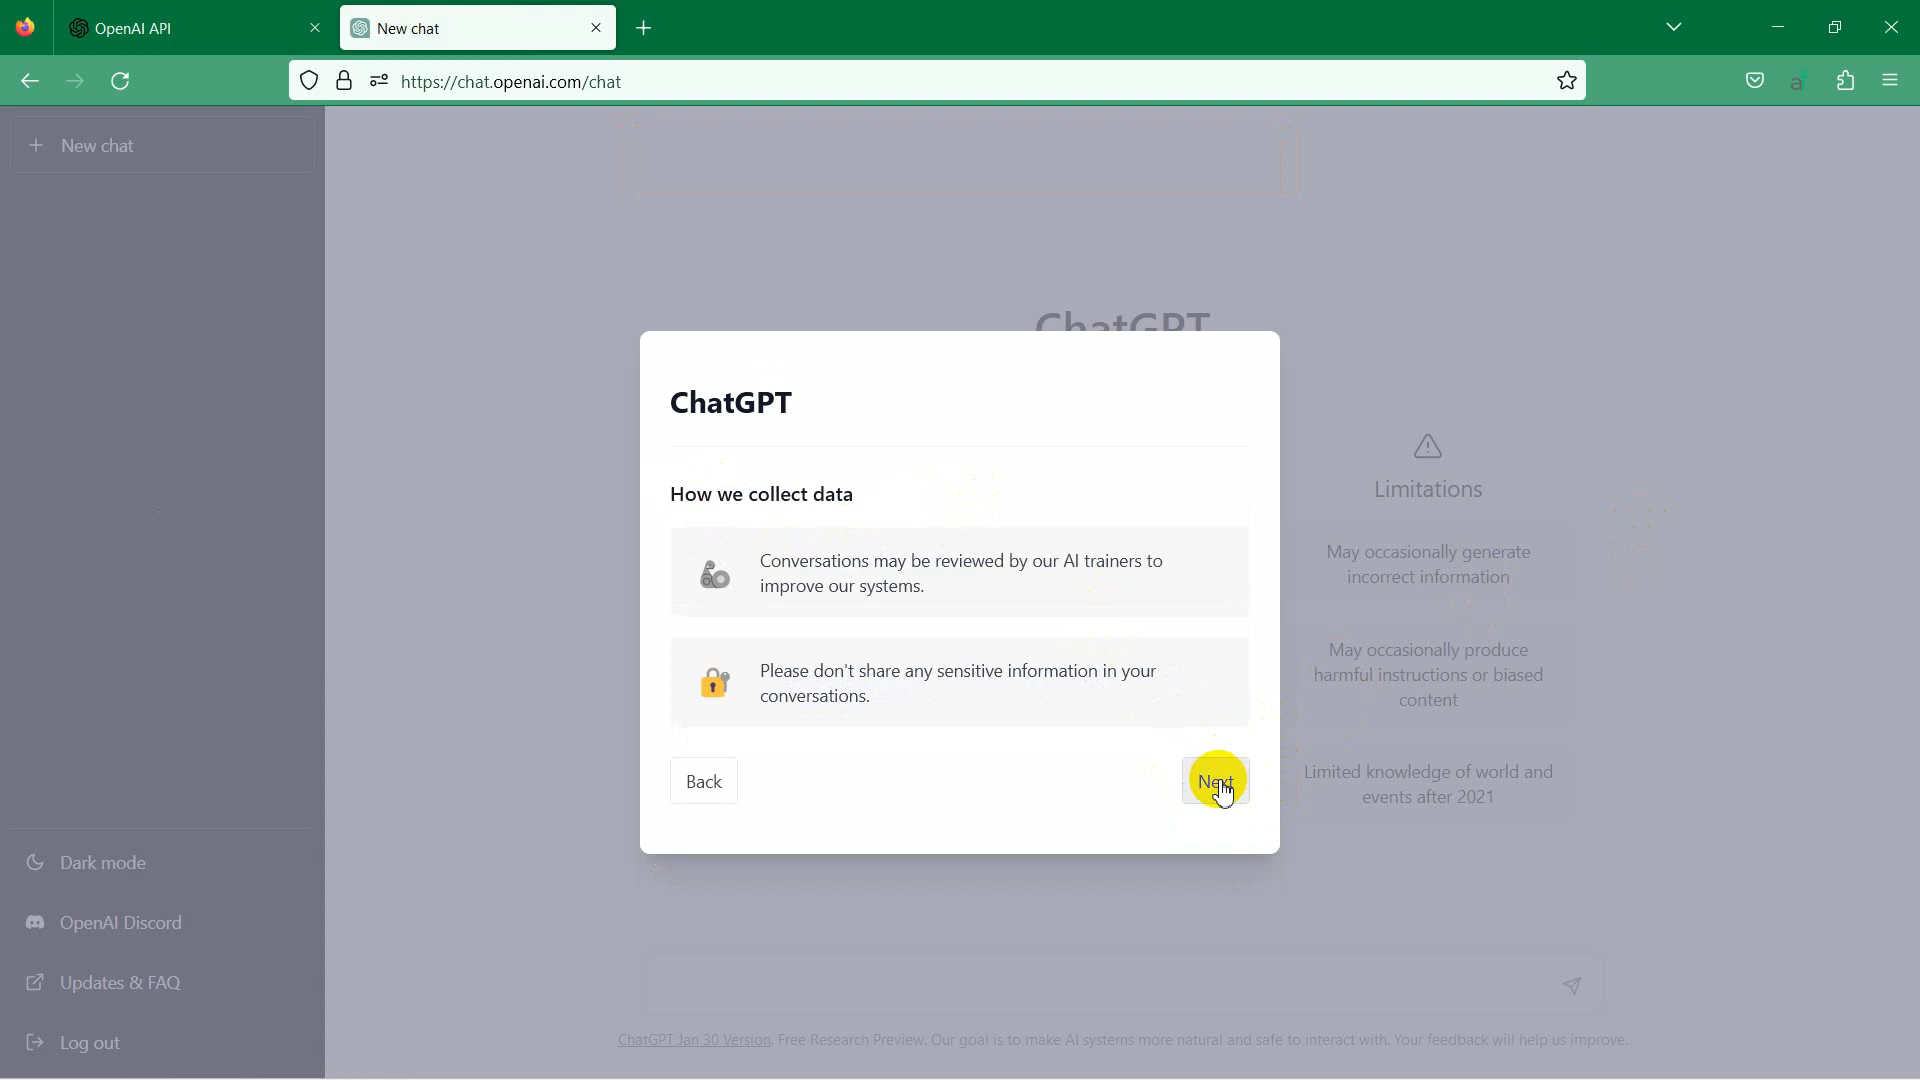 OpenAI API
New chat
https://chat.openai.com/chat
New chat
ChatGPT
ChatGPT
How we collect data
Conversations may be reviewed by our AI trainers to
improve our systems.
Please don't share any sensitive information in your
conversations.
Back
Next
Limitations
May occasionally generate
incorrect information
May occasionally produce
harmful instructions or biased
content
Limited knowledge of world and
events after 2021
Dark mode
OpenAI Discord
Updates & FAQ
Log out
ChatGPT Jan 30 Version. Free Research Preview. Our goal is to make AI systems more natural and safe to interact with. Your feedback will help us improve.